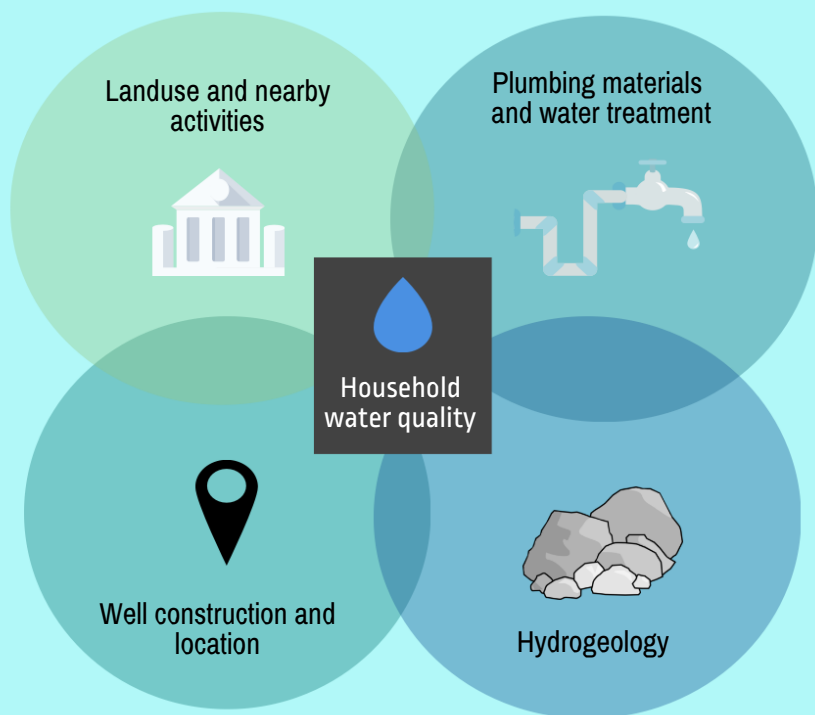 Landuse and nearby
activities
Plumbing materials
and water treatment
Household
water quality
Well construction and
location
Hydrogeology